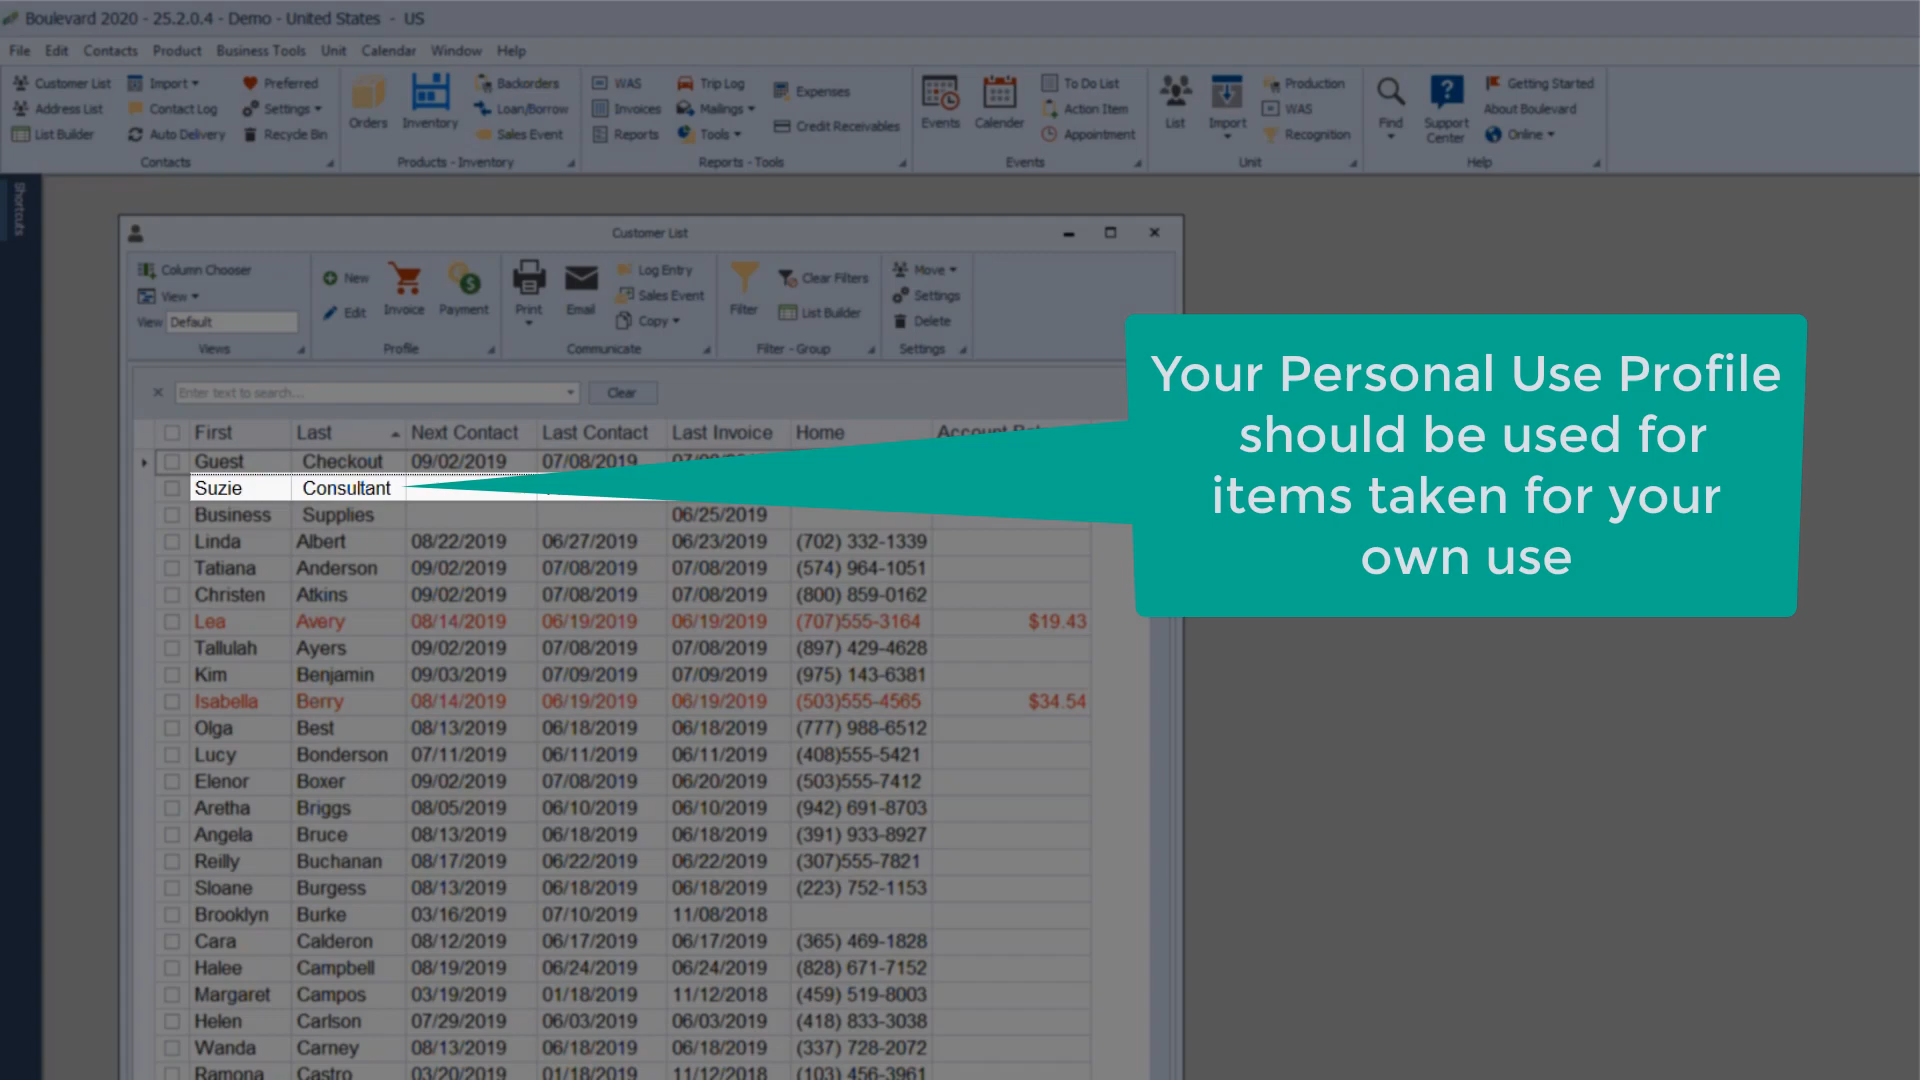 Boulevard 2020 - 25.2.0.4 - Demo - United States - US
File Edit Contacts Product Business Tools Unit Calendar Window Help
Customer List Import Preferred Backorders WAS Trip Log Expenses To Do List Production Getting Started
Address List Contact Log Settings Orders Inventory Loan/Borrow Invoices Mailings Credit Receivables Events Calender Action Item List Import WAS Find Support Center About Boulevard
List Builder Auto Delivery Recycle Bin Sales Event Reports Tools Appointment Recognition Online
Contacts Products - Inventory Reports - Tools Events Unit Help
Shortcuts
Customer List
Column Chooser New Log Entry Clear Filters Move
View Edit Invoice Payment Print Email Sales Event Filter List Builder Settings
View Default Copy Delete
Views Profile Communicate Filter - Group Settings
Enter text to search... Clear
First Last Next Contact Last Contact Last Invoice Home Account
Guest Checkout 09/02/2019 07/08/2019
Suzie Consultant
Business Supplies 06/25/2019
Linda Albert 08/22/2019 06/27/2019 06/23/2019 (702) 332-1339
Tatiana Anderson 09/02/2019 07/08/2019 07/08/2019 (574) 964-1051
Christen Atkins 09/02/2019 07/08/2019 07/08/2019 (800) 859-0162
Lea Avery 08/14/2019 06/19/2019 06/19/2019 (707)555-3164 $19.43
Tallulah Ayers 09/02/2019 07/08/2019 07/08/2019 (897) 429-4628
Kim Benjamin 09/03/2019 07/09/2019 07/09/2019 (975) 143-6381
Isabella Berry 08/14/2019 06/19/2019 06/19/2019 (503)555-4565 $34.54
Olga Best 08/13/2019 06/18/2019 06/18/2019 (777) 988-6512
Lucy Bonderson 07/11/2019 06/11/2019 06/11/2019 (408)555-5421
Elenor Boxer 09/02/2019 07/08/2019 06/20/2019 (503)555-7412
Aretha Briggs 08/05/2019 06/10/2019 06/10/2019 (942) 691-8703
Angela Bruce 08/13/2019 06/18/2019 06/18/2019 (391) 933-8927
Reilly Buchanan 08/17/2019 06/22/2019 06/22/2019 (307)555-7821
Sloane Burgess 08/13/2019 06/18/2019 06/18/2019 (223) 752-1153
Brooklyn Burke 03/16/2019 07/10/2019 11/08/2018
Cara Calderon 08/12/2019 06/17/2019 06/17/2019 (365) 469-1828
Halee Campbell 08/19/2019 06/24/2019 06/24/2019 (828) 671-7152
Margaret Campos 03/19/2019 01/18/2019 11/12/2018 (459) 519-8003
Helen Carlson 07/29/2019 06/03/2019 06/03/2019 (418) 833-3038
Wanda Carney 08/13/2019 06/18/2019 06/18/2019 (337) 728-2072
Ramona Castro 03/20/2019 01/18/2019 11/12/2018 (103) 456-3961
Your Personal Use Profile
should be used for
items taken for your
own use